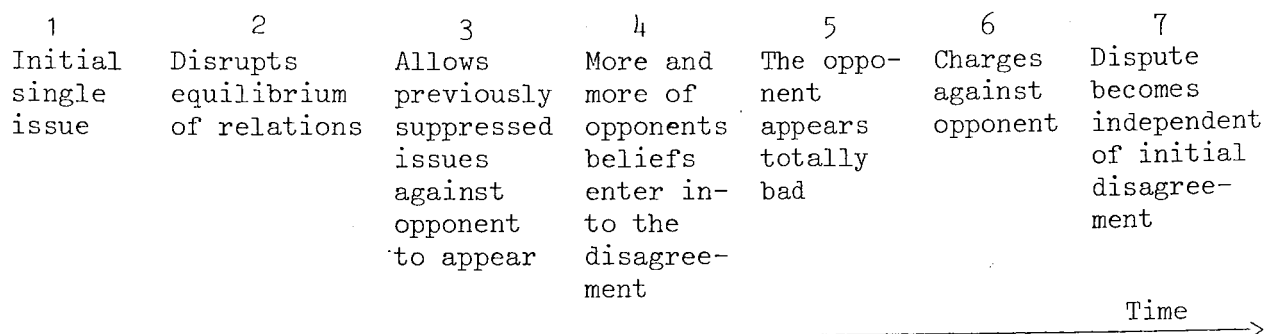 1 2 3 4 5 6 7
Initial Disrupts Allows More and The oppo- Charges Dispute
single equilibrium previously more of nent against becomes
issue of relations suppressed opponents appears opponent independent
issues beliefs totally of initial
against enter in- bad disagree-
opponent to the ment
to appear disagree-
ment
Time